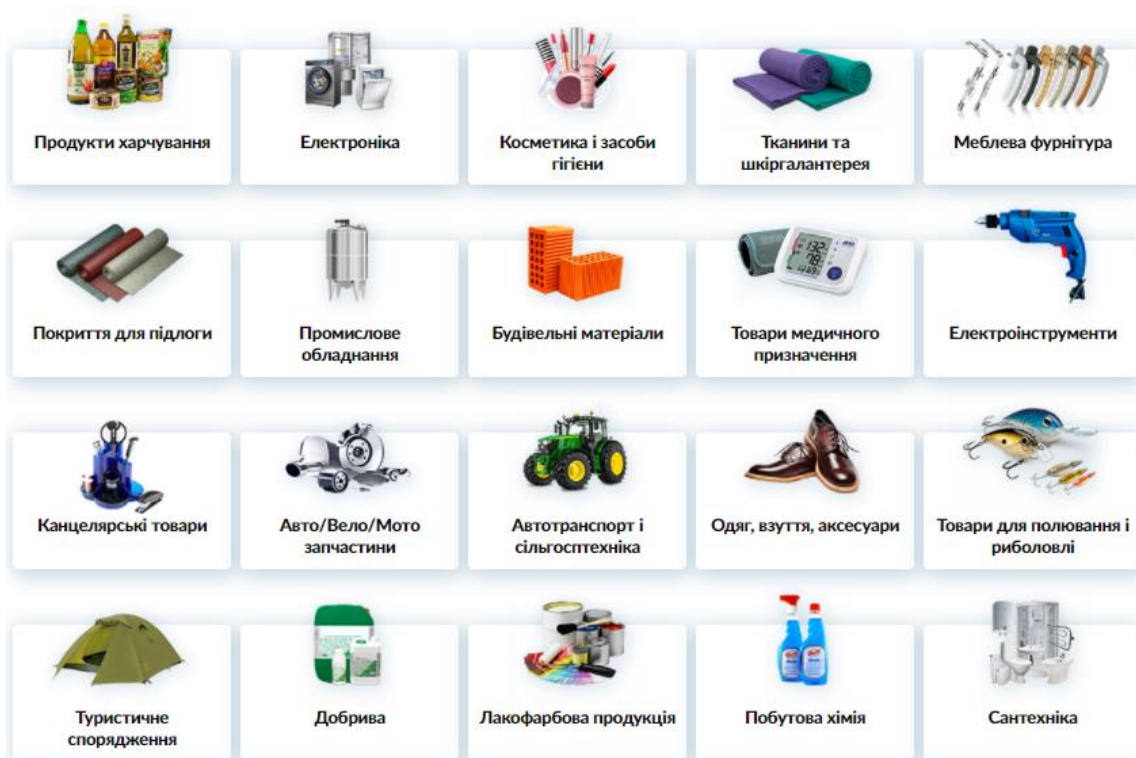 Продукти харчування
Електроніка
Косметика і засоби
гігієни
Тканини та
шкіргалантерея
Меблева фурнітура
Покриття для підлоги
Промислове
обладнання
Будівельні матеріали
Товари медичного
призначення
Електроінструменти
Канцелярські товари
Авто/Вело/Мото
запчастини
Автотранспорт і
сільгосптехніка
Одяг, взуття, аксесуари
Товари для полювання і
риболовлі
Туристичне
спорядження
Добрива
Лакофарбова продукція
Побутова хімія
Сантехніка